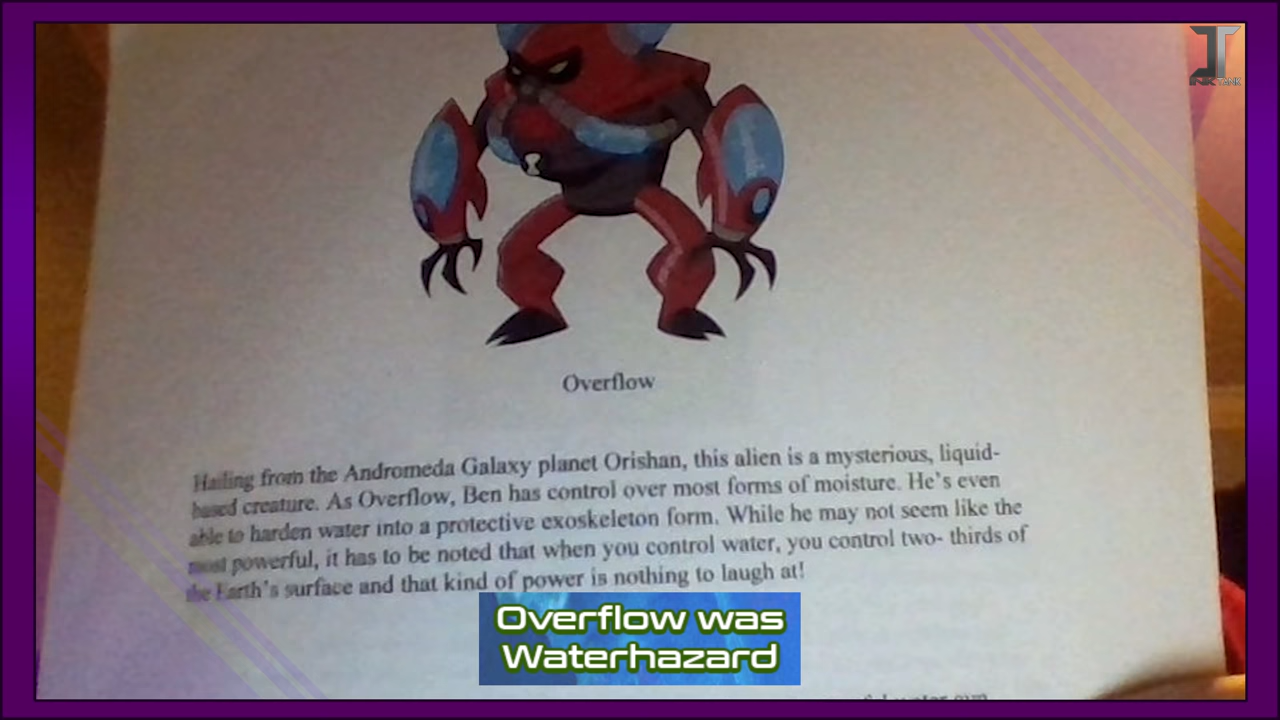 INKTANK
Overflow
Hailing from the Andromeda Galaxy planet Orishan, this alien is a mysterious, liquid-
based creature. As Overflow, Ben has control over most forms of moisture. He's even
able to harden water into a protective exoskeleton form. While he may not seem like the
most powerful, it has to be noted that when you control water, you control two- thirds of
the Earth's surface and that kind of power is nothing to laugh at!
Overflow was
Waterhazard